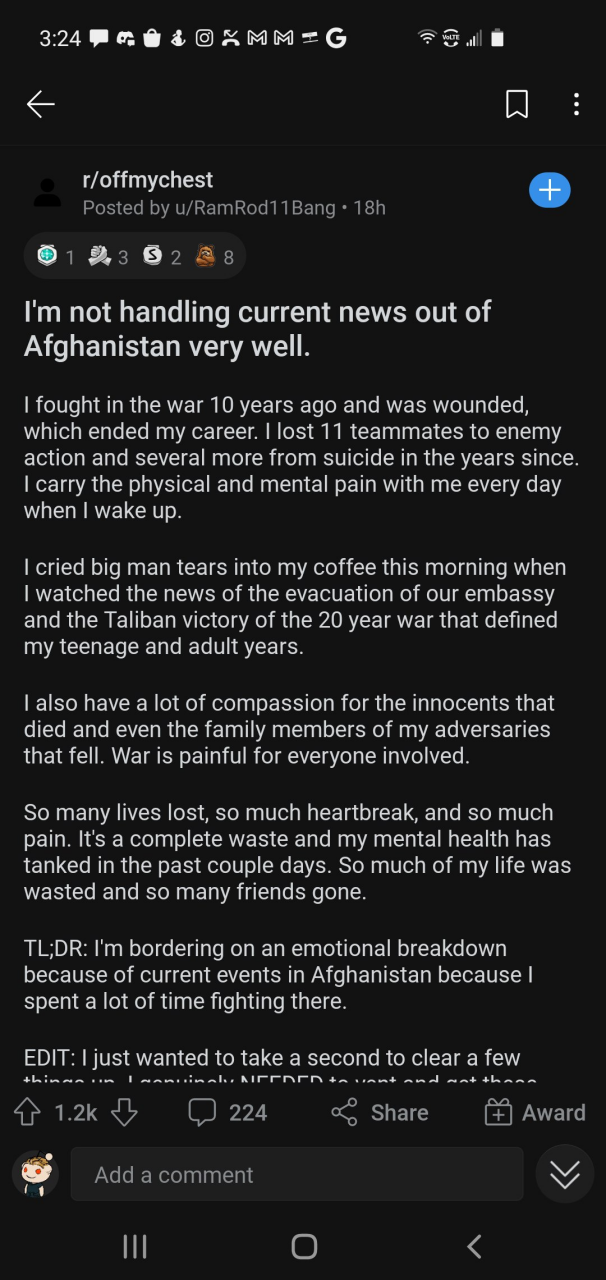 3:24
VoLTE
r/offmychest
Posted by u/RamRod11Bang • 18h
1 3 2 8
I'm not handling current news out of
Afghanistan very well.
I fought in the war 10 years ago and was wounded,
which ended my career. I lost 11 teammates to enemy
action and several more from suicide in the years since.
I carry the physical and mental pain with me every day
when I wake up.
I cried big man tears into my coffee this morning when
I watched the news of the evacuation of our embassy
and the Taliban victory of the 20 year war that defined
my teenage and adult years.
I also have a lot of compassion for the innocents that
died and even the family members of my adversaries
that fell. War is painful for everyone involved.
So many lives lost, so much heartbreak, and so much
pain. It's a complete waste and my mental health has
tanked in the past couple days. So much of my life was
wasted and so many friends gone.
TL;DR: I'm bordering on an emotional breakdown
because of current events in Afghanistan because I
spent a lot of time fighting there.
EDIT: I just wanted to take a second to clear a few
things up. I genuinely NEEDED to vent and get these
1.2k 224 Share Award
Add a comment